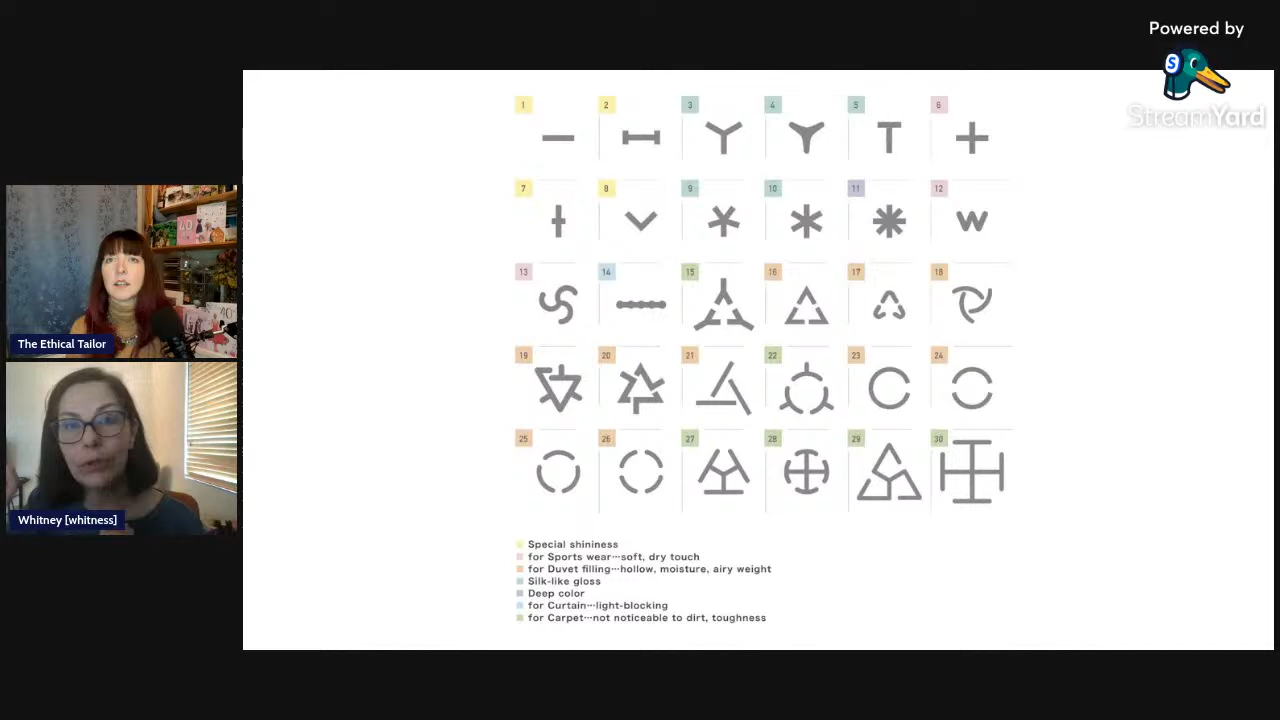 Powered by
StreamYard
1 2 3 4 5 6
7 8 9 10 11 12
13 14 15 16 17 18
19 20 21 22 23 24
25 26 27 28 29 30
The Ethical Tailor
Whitney [whitness]
Special shininess
for Sports wear···soft, dry touch
for Duvet filling···hollow, moisture, airy weight
Silk-like gloss
Deep color
for Curtain···light-blocking
for Carpet···not noticeable to dirt, toughness